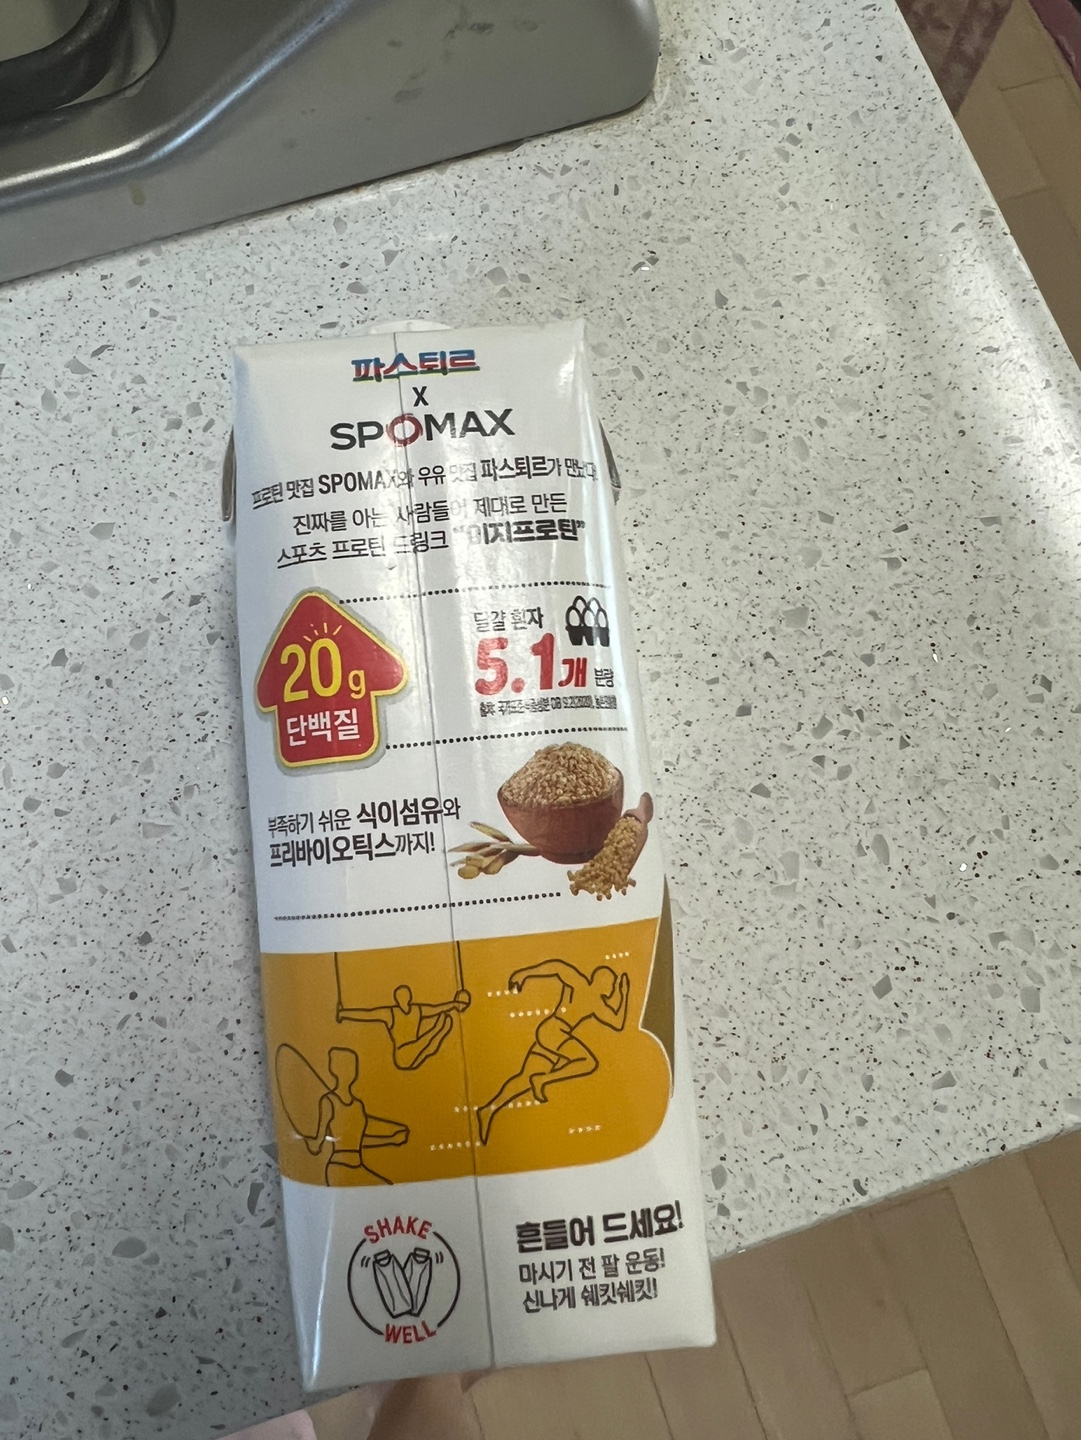 파스퇴르
X
SPOMAX
프로틴 맛집 SPOMAX와 우유 맛집 파스퇴르가 만났다!
진짜를 아는 사람들이 제대로 만든
스포츠 프로틴 드링크 "이지프로틴"
20g
단백질
달걀 흰자
5.1개 분량
부족하기 쉬운 식이섬유와
프리바이오틱스까지!
SHAKE
WELL
흔들어 드세요!
마시기 전 팔 운동!
신나게 쉐킷쉐킷!